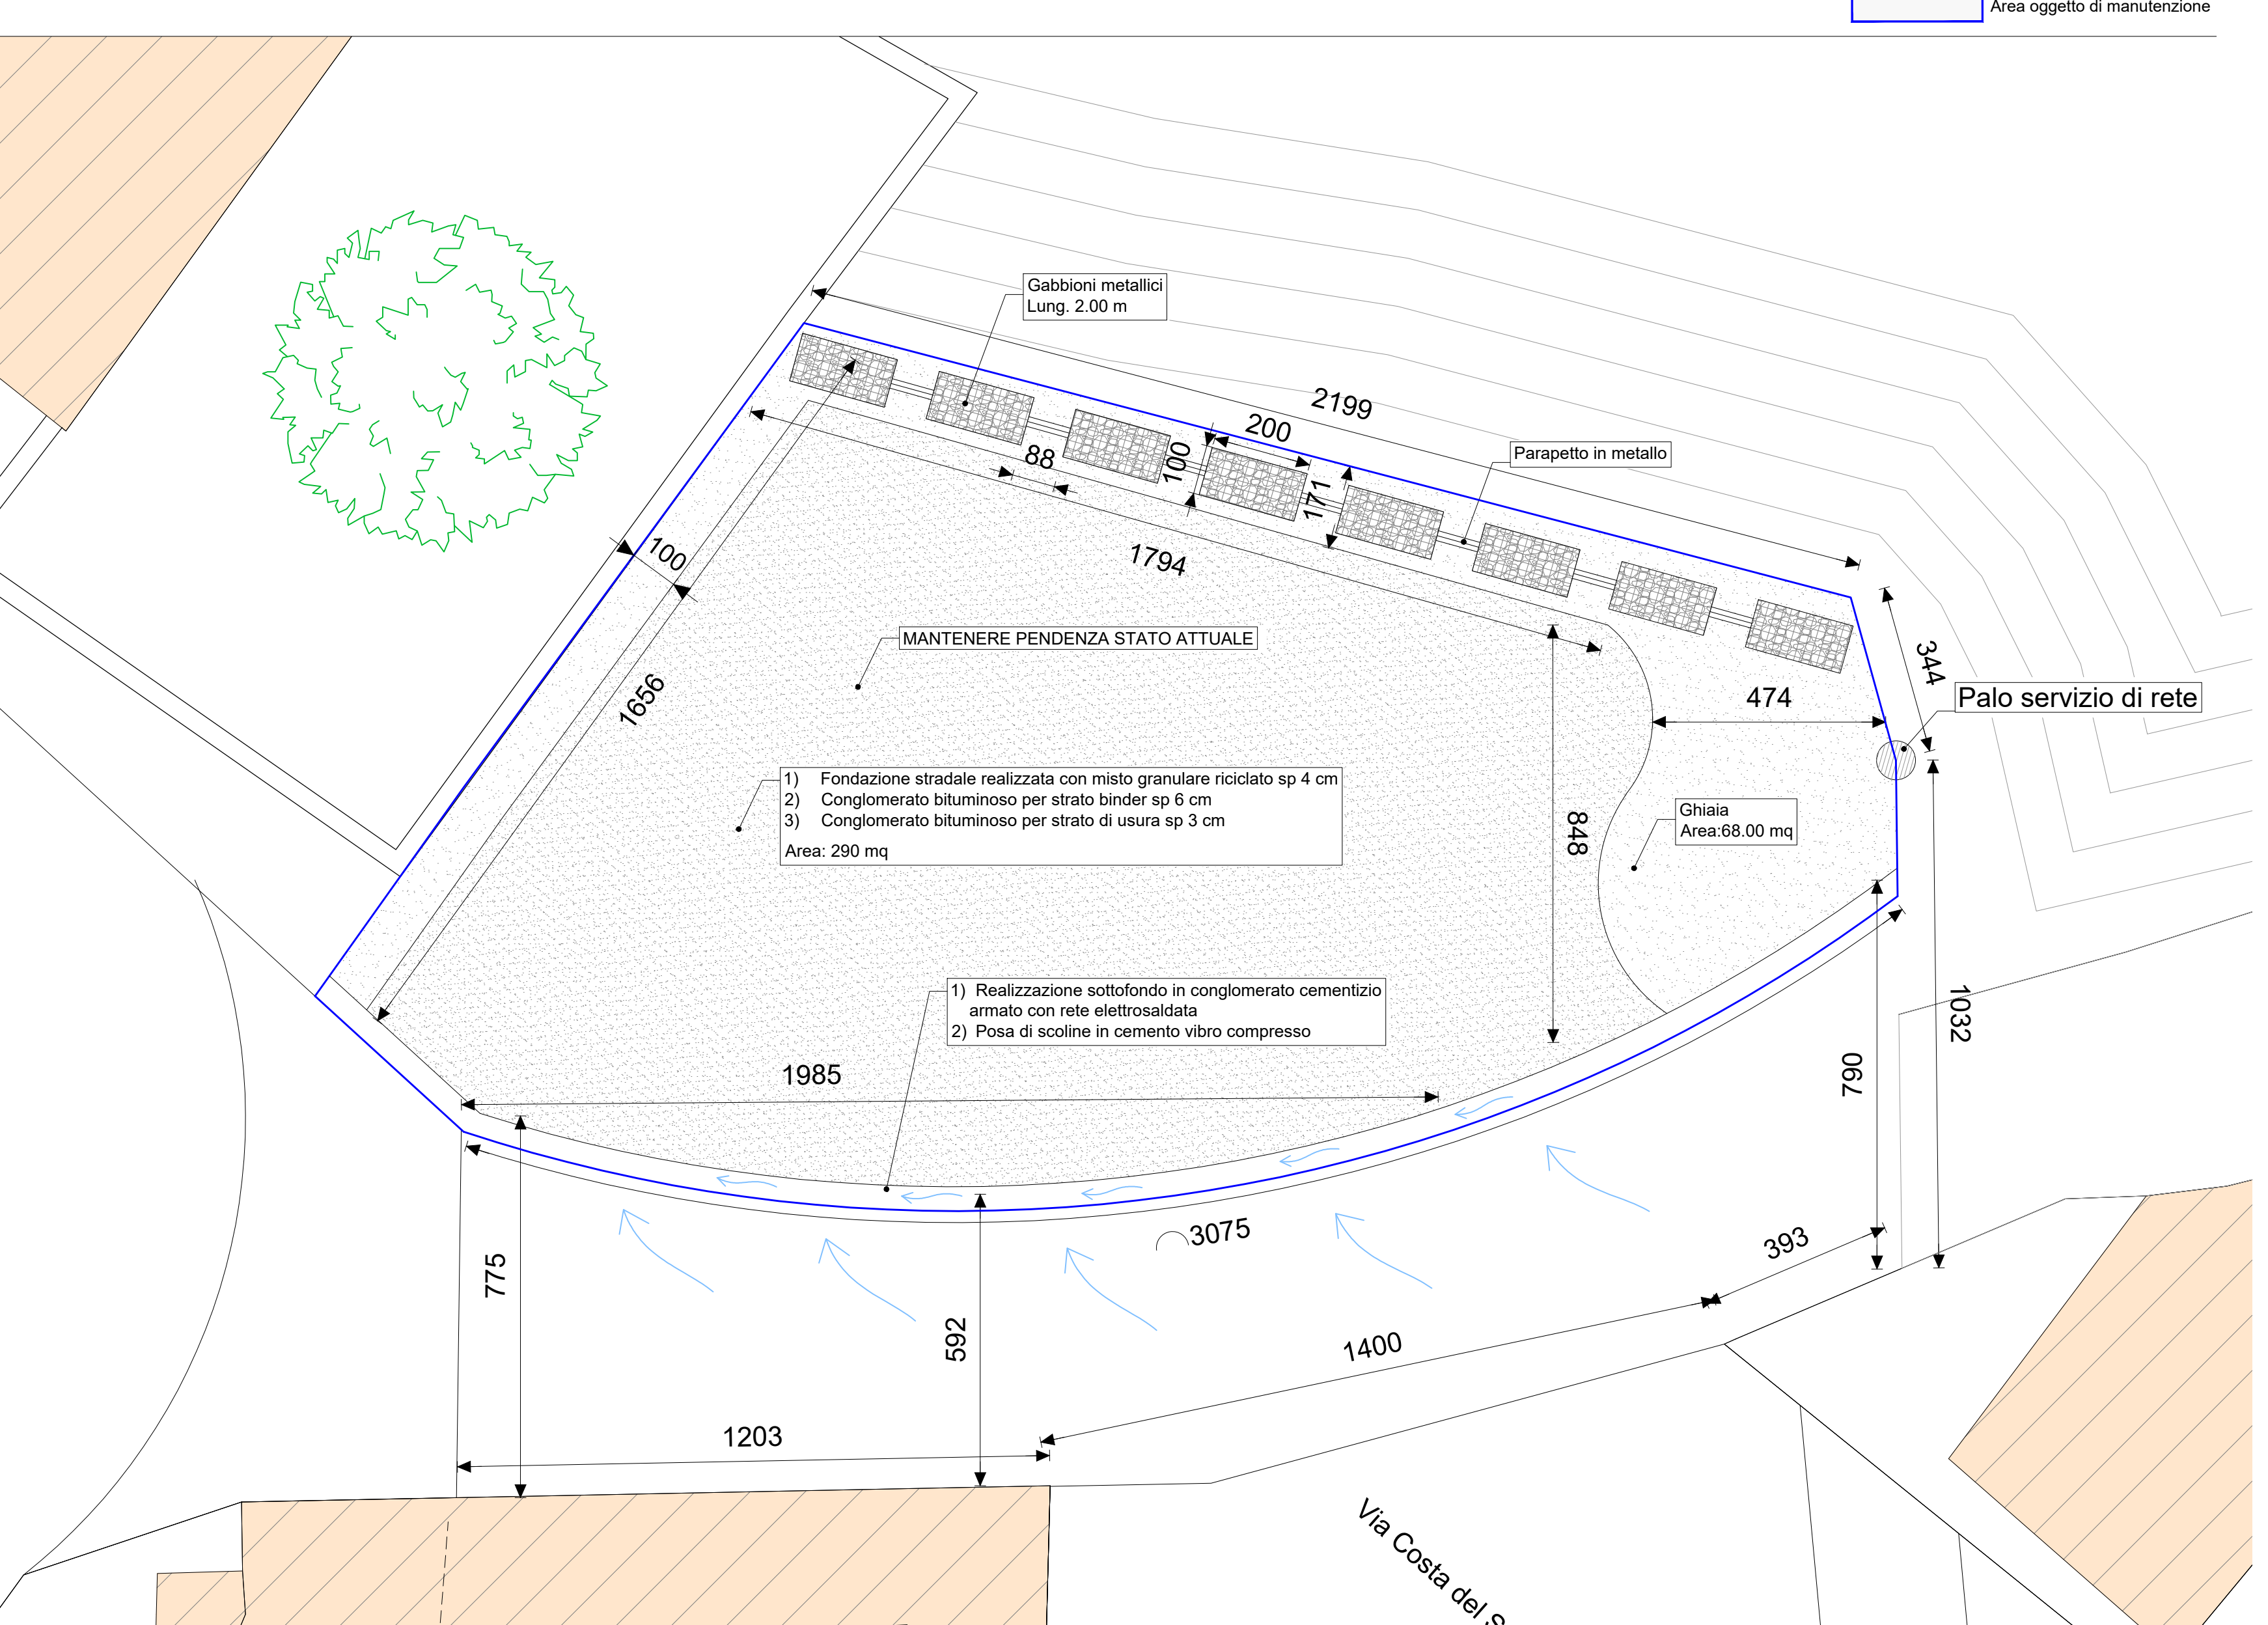 Area oggetto di manutenzione
Gabbioni metallici
Lung. 2.00 m
2199
200
100
88
171
Parapetto in metallo
1794
100
MANTENERE PENDENZA STATO ATTUALE
344
474
Palo servizio di rete
1656
1) Fondazione stradale realizzata con misto granulare riciclato sp 4 cm
2) Conglomerato bituminoso per strato binder sp 6 cm
3) Conglomerato bituminoso per strato di usura sp 3 cm
Area: 290 mq
848
Ghiaia
Area:68.00 mq
1) Realizzazione sottofondo in conglomerato cementizio
armato con rete elettrosaldata
2) Posa di scoline in cemento vibro compresso
1032
790
1985
3075
393
775
592
1400
1203
Via Costa del S